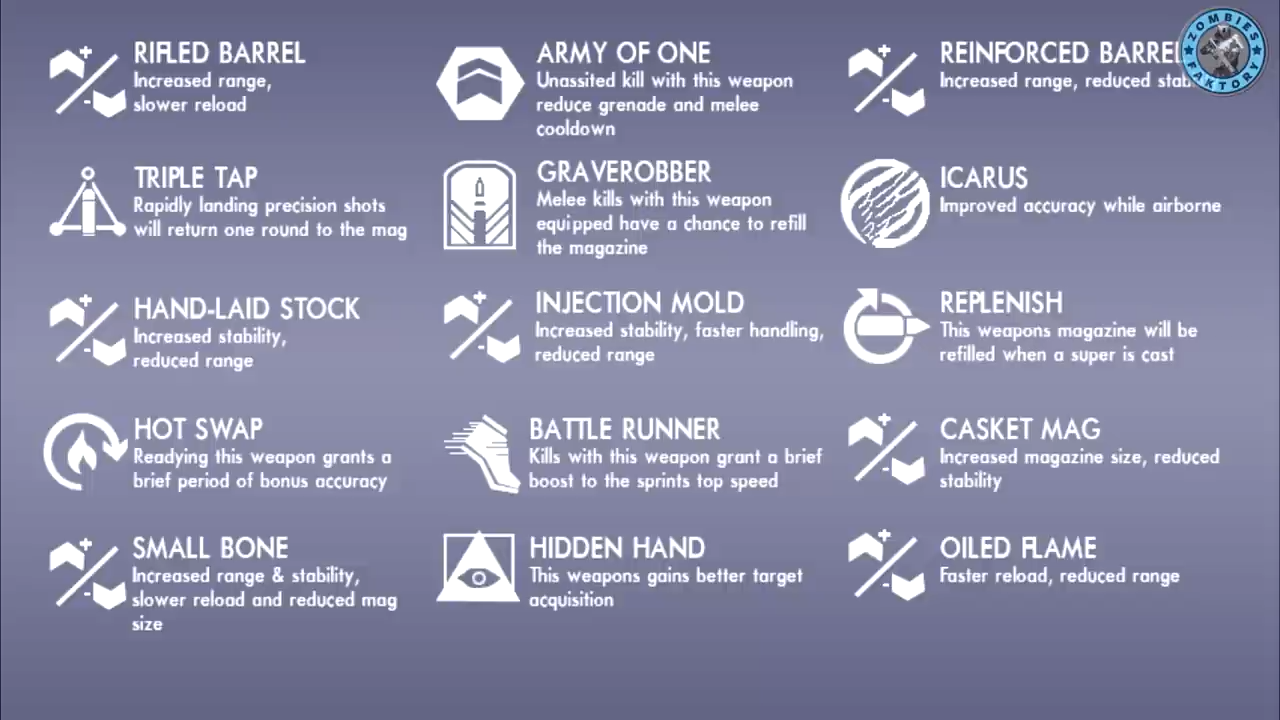 RIFLED BARREL
Increased range,
slower reload
ARMY OF ONE
Unassited kill with this weapon
reduce grenade and melee
cooldown
REINFORCED BARREL
Increased range, reduced
TRIPLE TAP
Rapidly landing precision shots
will return one round to the mag
GRAVEROBBER
Melee kills with this weapon
equipped have a chance to refill
the magazine
ICARUS
Improved accuracy while airborne
HAND-LAID STOCK
Increased stability,
reduced range
INJECTION MOLD
Increased stability, faster handling,
reduced range
REPLENISH
This weapons magazine will be
refilled when a super is cast
HOT SWAP
Readying this weapon grants a
brief period of bonus accuracy
BATTLE RUNNER
Kills with this weapon grant a brief
boost to the sprints top speed
CASKET MAG
Increased magazine size, reduced
stability
SMALL BONE
Increased range & stability,
slower reload and reduced mag
size
HIDDEN HAND
This weapons gains better target
acquisition
OILED FLAME
Faster reload, reduced range
ZOMBIES
FAKTORY